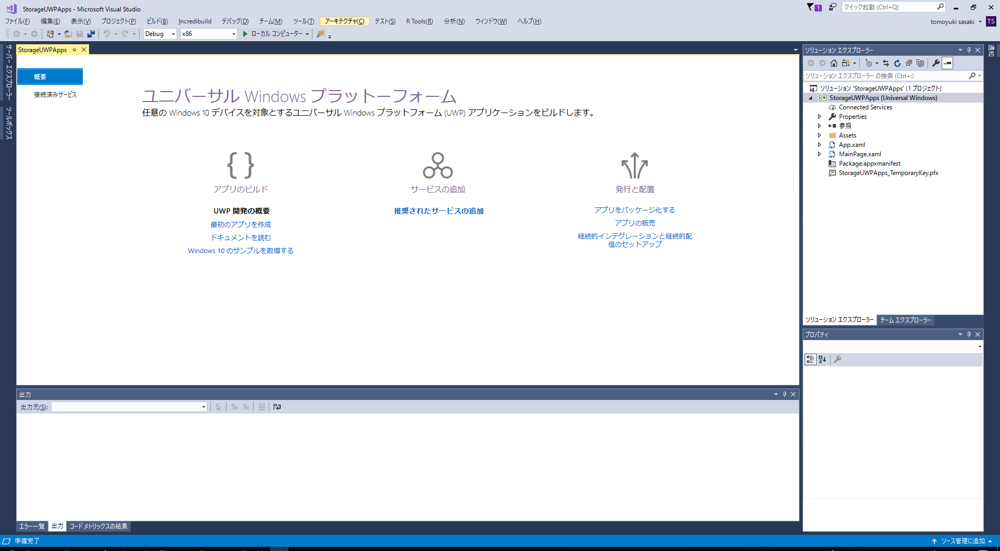 StorageUWPApps - Microsoft Visual Studio
1
クイック起動 (Ctrl+Q)
ファイル(F) 編集(E) 表示(V) プロジェクト(P) ビルド(B) Incredibuild デバッグ(D) チーム(M) ツール(T) アーキテクチャ(C) テスト(S) R Tools(R) 分析(N) ウィンドウ(W) ヘルプ(H)
tomoyuki sasaki TS
Debug x86 ローカル コンピューター
サーバー エクスプローラー
ツールボックス
StorageUWPApps
概要
接続済みサービス
ユニバーサル Windows プラットーフォーム
任意の Windows 10 デバイスを対象とするユニバーサル Windows プラットフォーム (UWP) アプリケーションをビルドします。
アプリのビルド
UWP 開発の概要
最初のアプリを作成
ドキュメントを読む
Windows 10 のサンプルを取得する
サービスの追加
推奨されたサービスの追加
発行と配置
アプリをパッケージ化する
アプリの販売
継続的インテグレーションと継続的配
信のセットアップ
出力
出力元(S):
エラー一覧 出力 コード メトリックスの結果
ソリューション エクスプローラー
ソリューション エクスプローラー の検索 (Ctrl+:)
ソリューション 'StorageUWPApps' (1 プロジェクト)
C# StorageUWPApps (Universal Windows)
Connected Services
Properties
参照
Assets
App.xaml
MainPage.xaml
Package.appxmanifest
StorageUWPApps_TemporaryKey.pfx
ソリューション エクスプローラー チーム エクスプローラー
プロパティ
通知
準備完了
ソース管理に追加